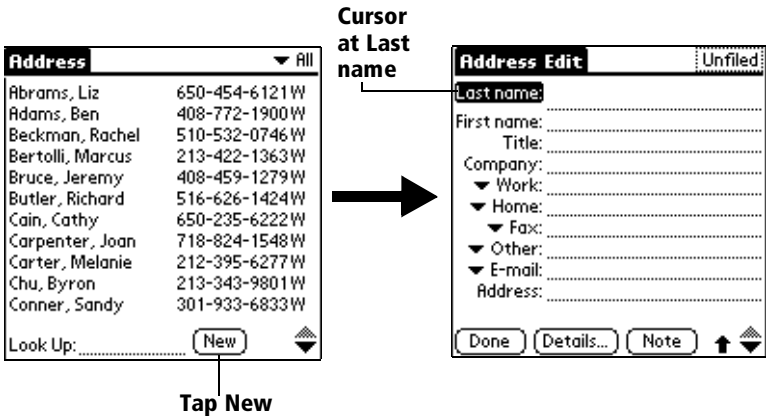 Cursor
at Last
name
Address ▼ All
Abrams, Liz 650-454-6121W
Adams, Ben 408-772-1900W
Beckman, Rachel 510-532-0746W
Bertolli, Marcus 213-422-1363W
Bruce, Jeremy 408-459-1279W
Butler, Richard 516-626-1424W
Cain, Cathy 650-235-6222W
Carpenter, Joan 718-824-1548W
Carter, Melanie 212-395-6277W
Chu, Byron 213-343-9801W
Conner, Sandy 301-933-6833W
Look Up: New
Tap New
Address Edit Unfiled
Last name:
First name:
Title:
Company:
▼ Work:
▼ Home:
▼ Fax:
▼ Other:
▼ E-mail:
Address:
Done Details... Note